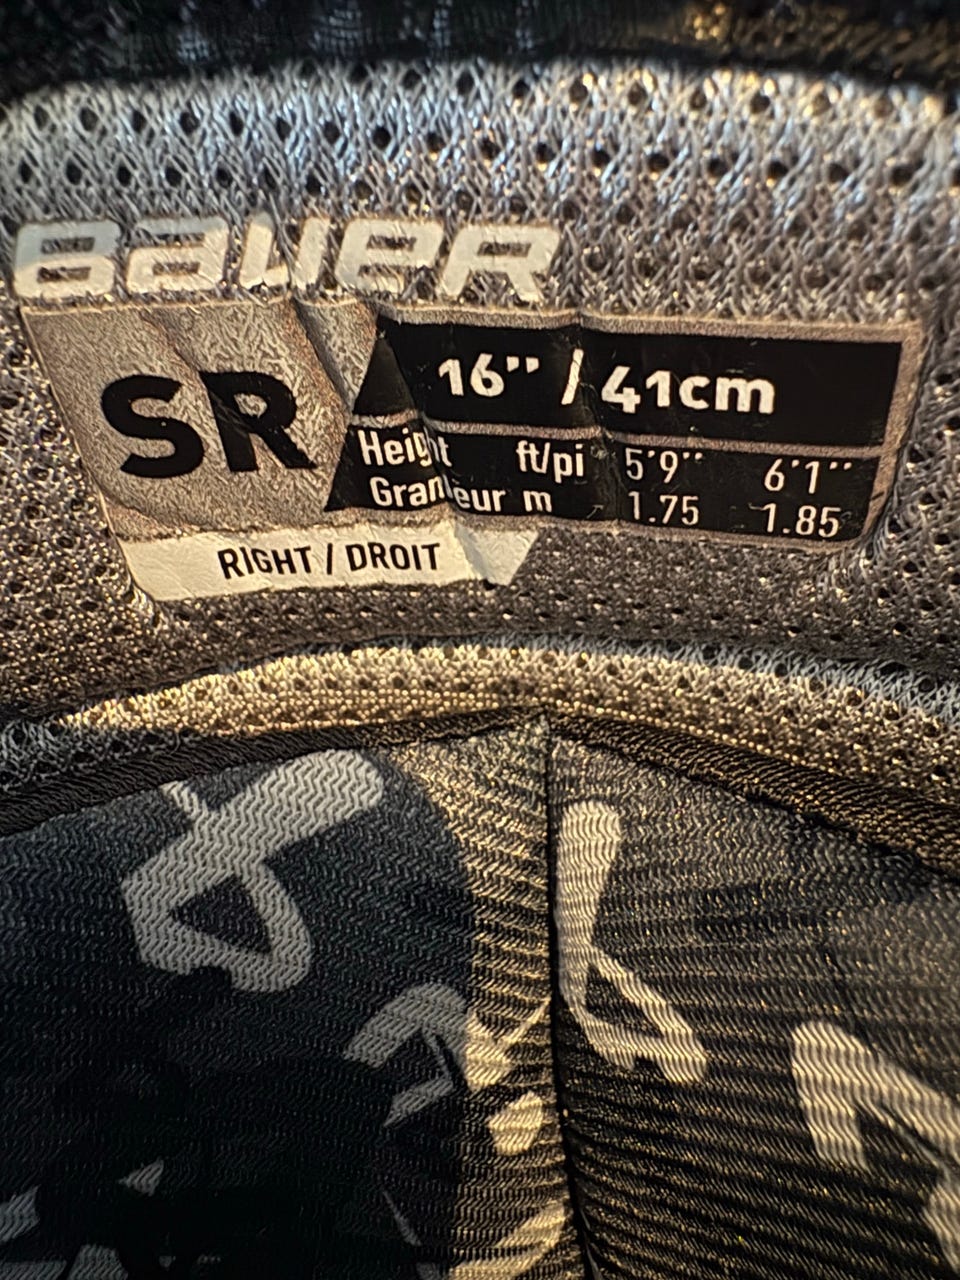 BAUER
SR
16" / 41cm
Height ft/pi 5'9" 6'1"
Grandeur m 1.75 1.85
RIGHT / DROIT